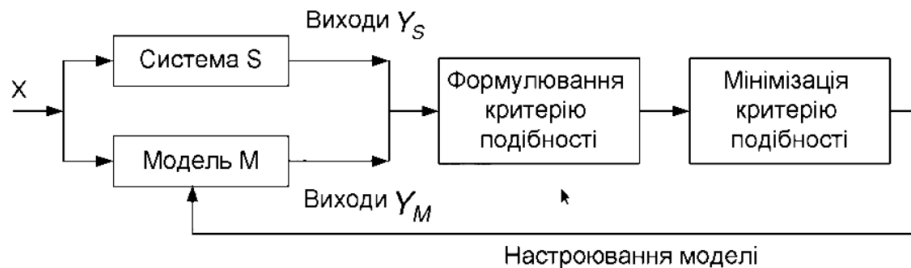 Виходи Y_S
Система S
X
Модель M
Виходи Y_M
Формулювання
критерію
подібності
Мінімізація
критерію
подібності
Настроювання моделі